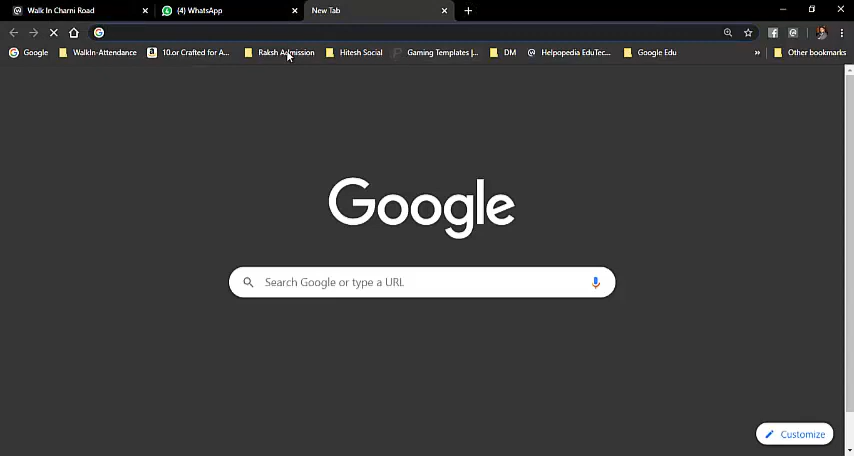 Walk In Charni Road
(4) WhatsApp
New Tab
Google
WalkIn-Attendance
10.or Crafted for A...
Raksh Admission
Hitesh Social
Gaming Templates |...
DM
Helpopedia EduTec...
Google Edu
»
Other bookmarks
Google
Search Google or type a URL
Customize